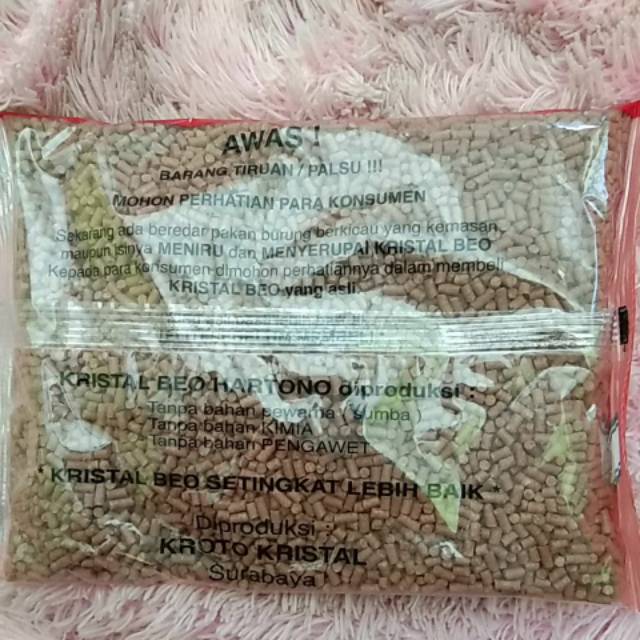 AWAS !
BARANG TIRUAN / PALSU !!!
MOHON PERHATIAN PARA KONSUMEN
Sekarang ada beredar pakan burung berkicau yang kemasan
maupun isinya MENIRU dan MENYERUPAI KRISTAL BEO
Kepada para konsumen dimohon perhatiannya dalam membeli
KRISTAL BEO yang asli
KRISTAL BEO HARTONO diproduksi :
Tanpa bahan pewarna ( Sumba )
Tanpa bahan KIMIA
Tanpa bahan PENGAWET
" KRISTAL BEO SETINGKAT LEBIH BAIK "
Diproduksi :
KROTO KRISTAL
Surabaya